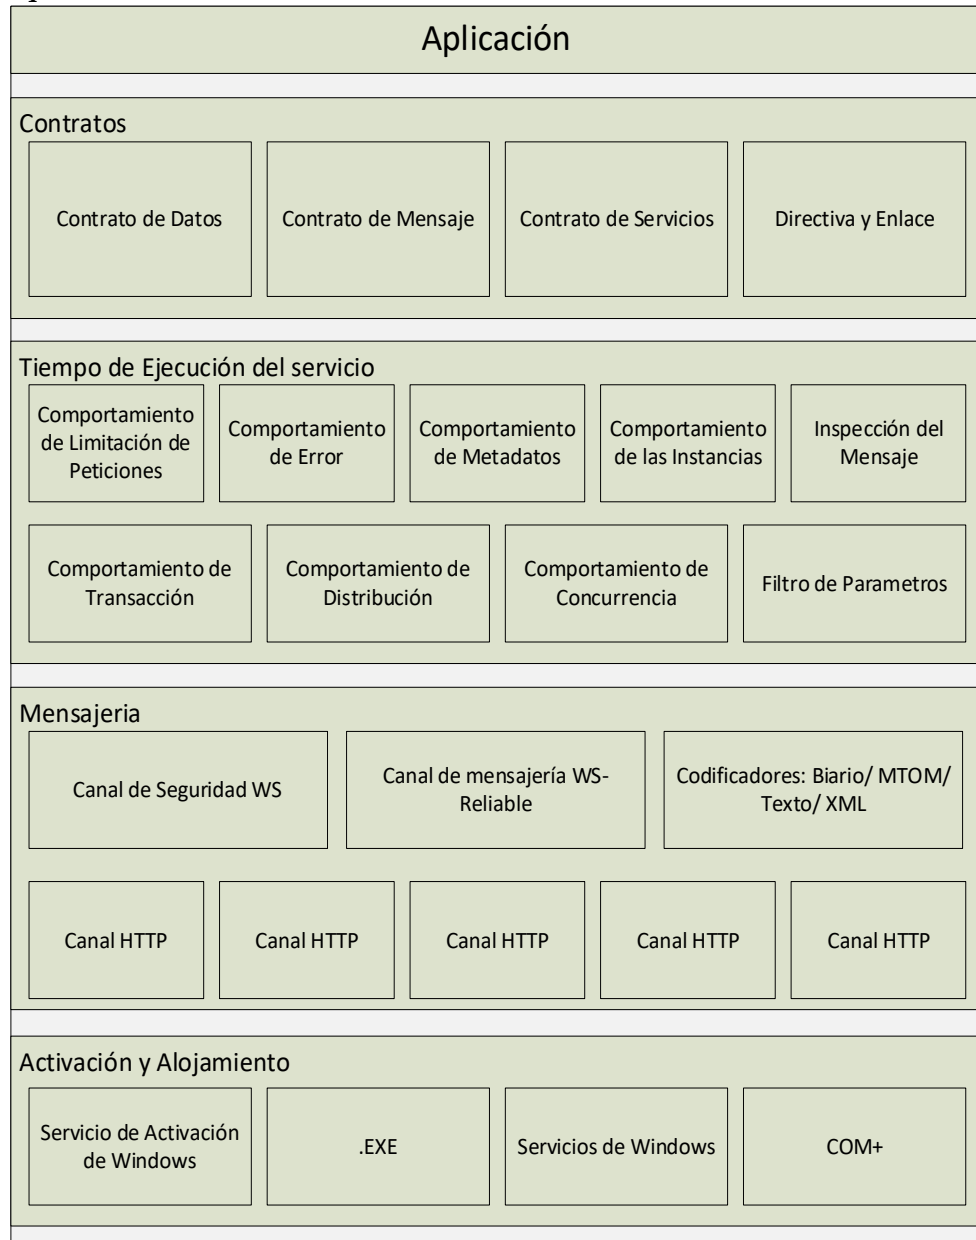 Aplicación
Contratos
Contrato de Datos
Contrato de Mensaje
Contrato de Servicios
Directiva y Enlace
Tiempo de Ejecución del servicio
Comportamiento
de Limitación de
Peticiones
Comportamiento
de Error
Comportamiento
de Metadatos
Comportamiento
de las Instancias
Inspección del
Mensaje
Comportamiento de
Transacción
Comportamiento de
Distribución
Comportamiento de
Concurrencia
Filtro de Parametros
Mensajeria
Canal de Seguridad WS
Canal de mensajería WS-
Reliable
Codificadores: Biario/ MTOM/
Texto/ XML
Canal HTTP
Canal HTTP
Canal HTTP
Canal HTTP
Canal HTTP
Activación y Alojamiento
Servicio de Activación
de Windows
.EXE
Servicios de Windows
COM+